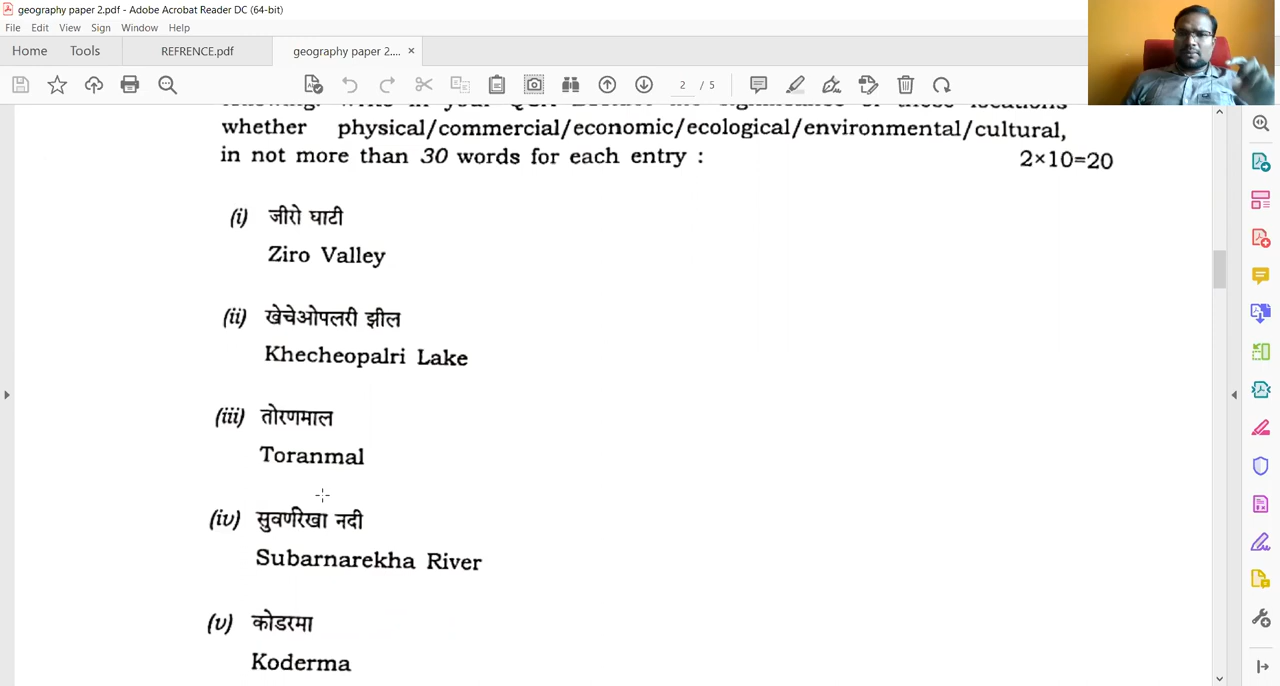 geography paper 2.pdf - Adobe Acrobat Reader DC (64-bit)
File Edit View Sign Window Help
Home Tools REFRENCE.pdf geography paper 2.... ×
2 / 5
whether physical/commercial/economic/ecological/environmental/cultural,
in not more than 30 words for each entry : 2×10=20
(i) जीरो घाटी
Ziro Valley
(ii) खेचेओपलरी झील
Khecheopalri Lake
(iii) तोरणमाल
Toranmal
(iv) सुवर्णरेखा नदी
Subarnarekha River
(v) कोडरमा
Koderma